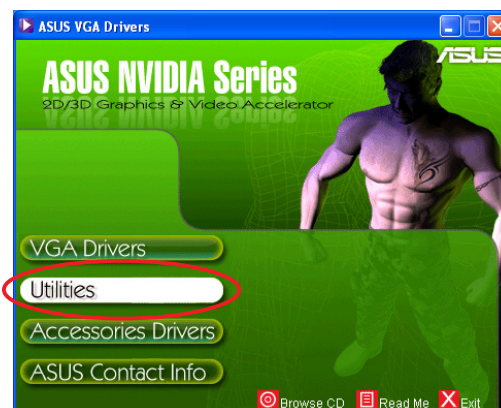 ASUS VGA Drivers
ASUS
ASUS NVIDIA Series
2D/3D Graphics & Video Accelerator
VGA Drivers
Utilities
Accessories Drivers
ASUS Contact Info
Browse CD Read Me X Exit